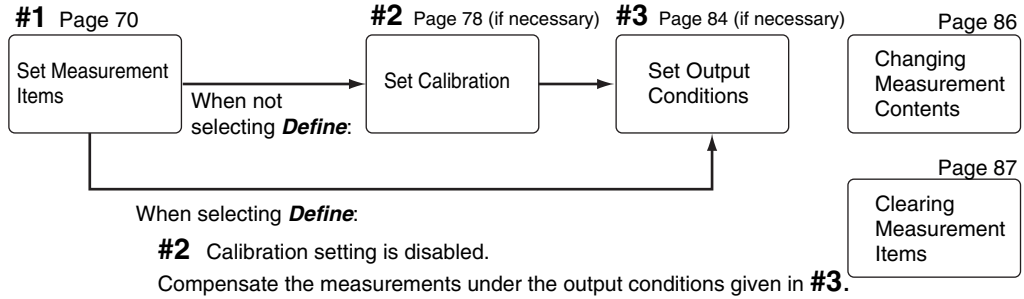 #1 Page 70
#2 Page 78 (if necessary)
#3 Page 84 (if necessary)
Page 86
Set Measurement
Items
When not
selecting Define:
Set Calibration
Set Output
Conditions
Changing
Measurement
Contents
Page 87
Clearing
Measurement
Items
When selecting Define:
#2 Calibration setting is disabled.
Compensate the measurements under the output conditions given in #3.